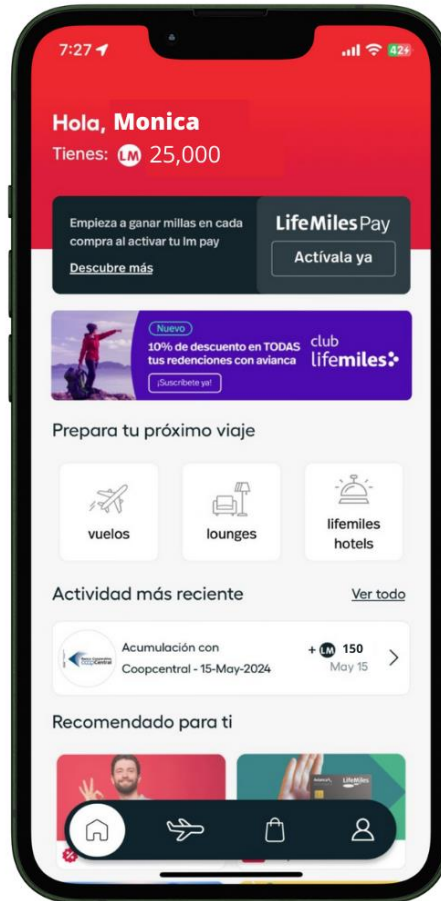 7:27
42
Hola, Monica
Tienes: LM 25,000
Empieza a ganar millas en cada
compra al activar tu lm pay
Descubre más
LifeMiles Pay
Actívala ya
Nuevo
10% de descuento en TODAS
tus redenciones con avianca
¡Suscríbete ya!
club
lifemiles
Prepara tu próximo viaje
vuelos
lounges
lifemiles
hotels
Actividad más reciente
Ver todo
coopcentral
Acumulación con
Coopcentral - 15-May-2024
+ LM 150
May 15
Recomendado para ti
LifeMiles